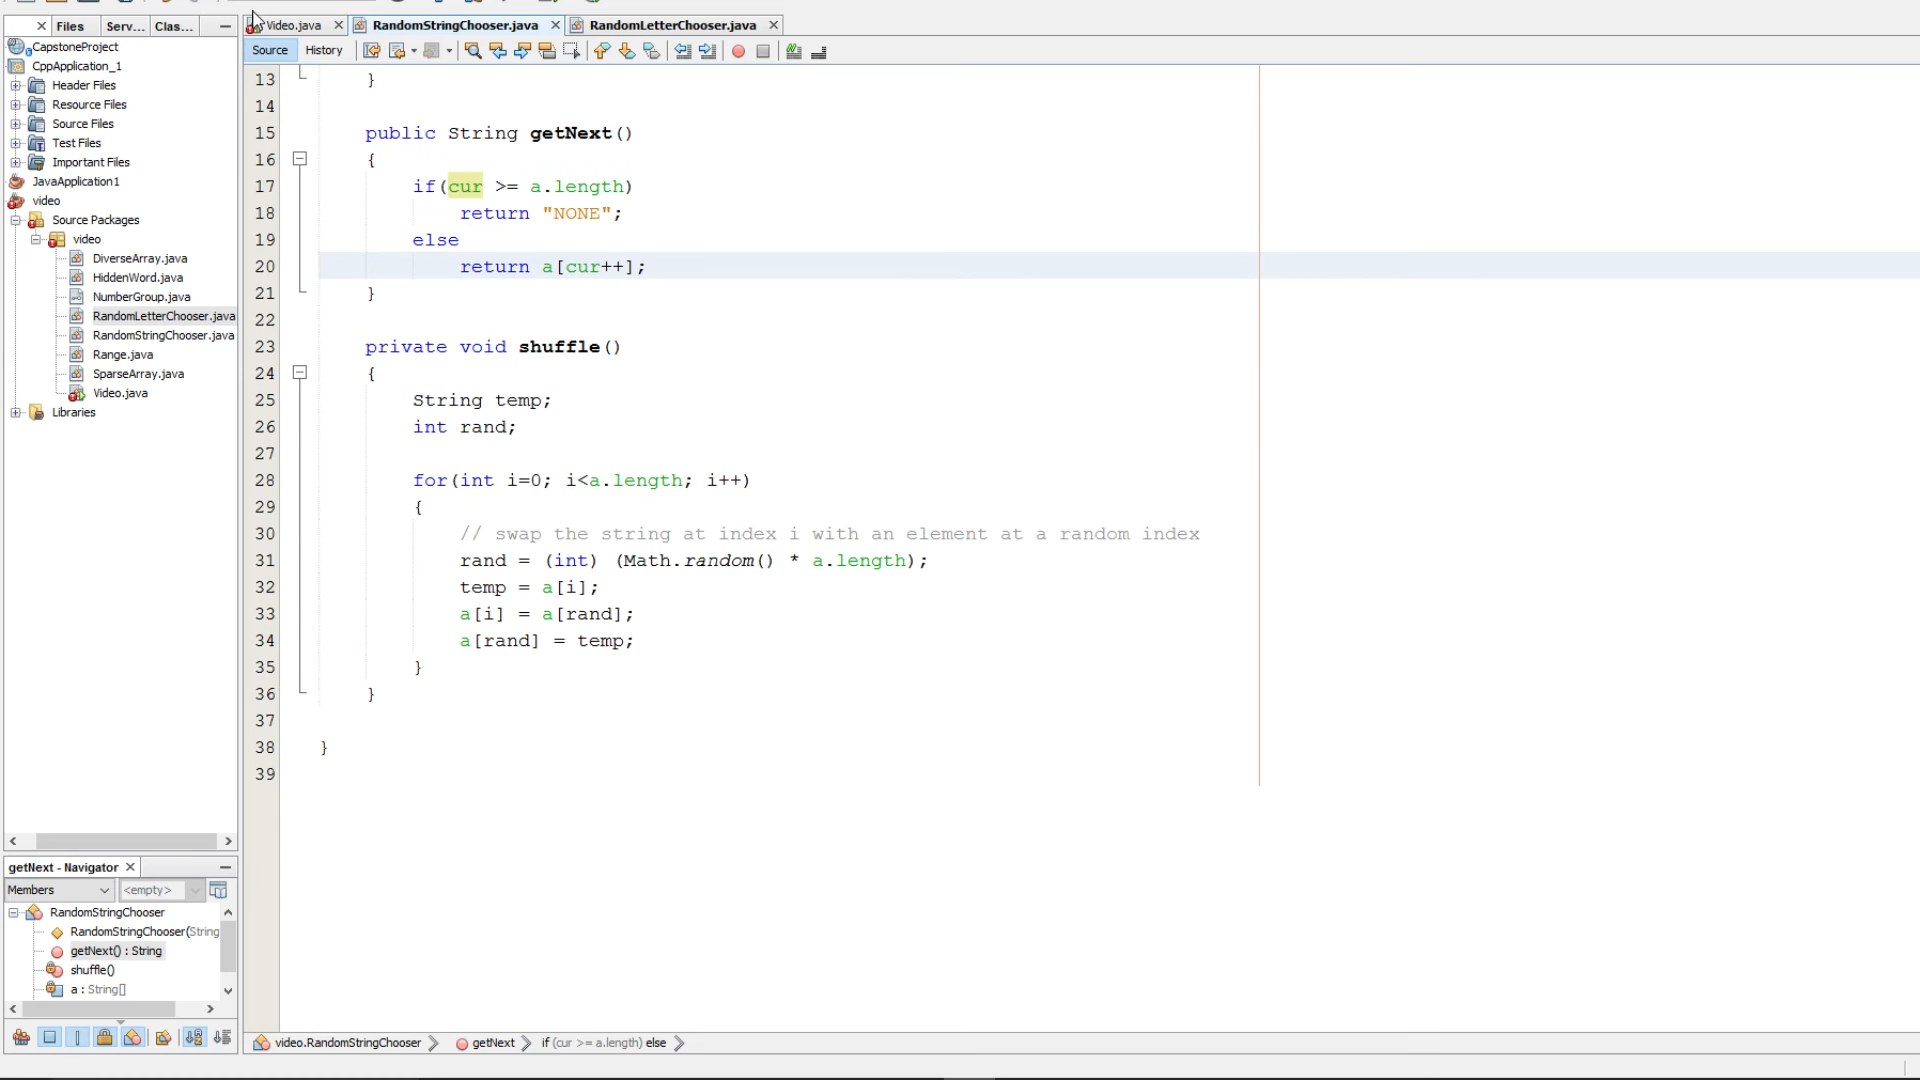 Files Serv... Clas...
Video.java RandomStringChooser.java RandomLetterChooser.java
Source History
CapstoneProject
CppApplication_1
Header Files
Resource Files
Source Files
Test Files
Important Files
JavaApplication1
video
Source Packages
video
DiverseArray.java
HiddenWord.java
NumberGroup.java
RandomLetterChooser.java
RandomStringChooser.java
Range.java
SparseArray.java
Video.java
Libraries
13 }
14
15 public String getNext()
16 {
17 if(cur >= a.length)
18 return "NONE";
19 else
20 return a[cur++];
21 }
22
23 private void shuffle()
24 {
25 String temp;
26 int rand;
27
28 for(int i=0; i<a.length; i++)
29 {
30 // swap the string at index i with an element at a random index
31 rand = (int) (Math.random() * a.length);
32 temp = a[i];
33 a[i] = a[rand];
34 a[rand] = temp;
35 }
36 }
37
38 }
39
getNext - Navigator
Members <empty>
RandomStringChooser
RandomStringChooser(String
getNext() : String
shuffle()
a : String[]
video.RandomStringChooser getNext if (cur >= a.length) else